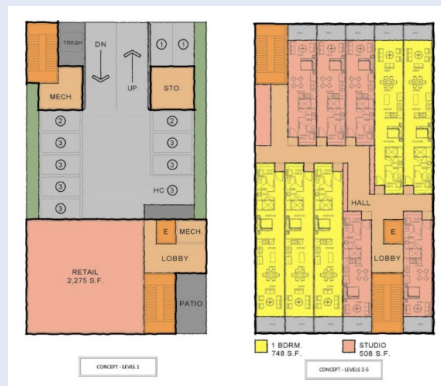 TRASH
DN
UP
1
1
MECH.
STO.
2
3
3
3
3
2
3
3
HC 3
3
E
MECH.
LOBBY
RETAIL
2,275 S.F.
PATIO
CONCEPT - LEVEL 1
HALL
E
LOBBY
1 BDRM.
748 S.F.
STUDIO
508 S.F.
CONCEPT - LEVELS 2-5